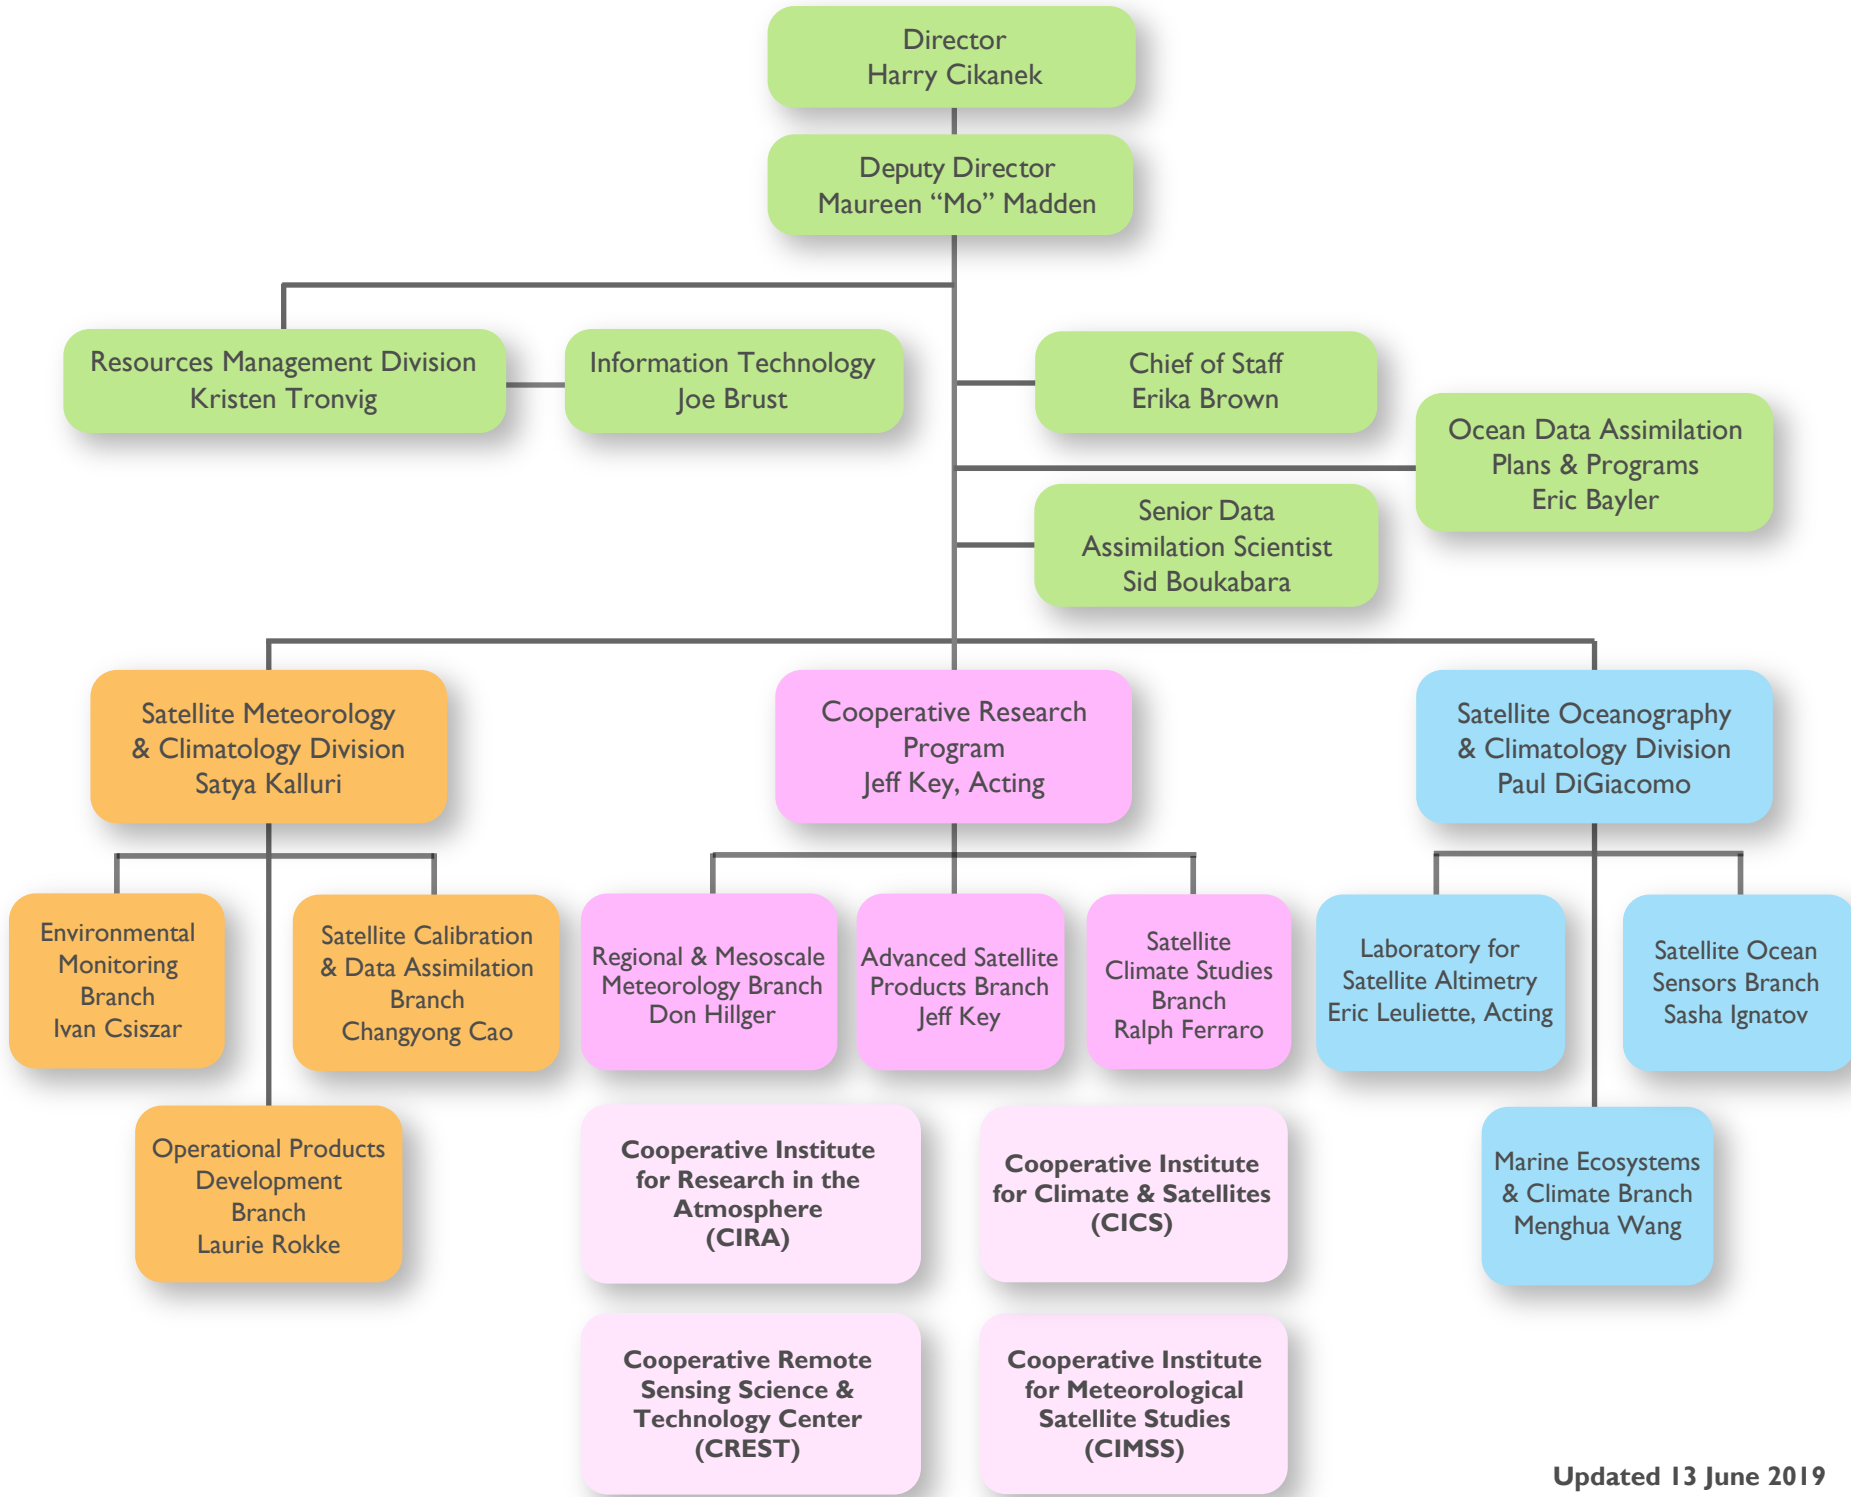 Director
Harry Cikanek
Deputy Director
Maureen “Mo” Madden
Resources Management Division
Kristen Tronvig
Information Technology
Joe Brust
Chief of Staff
Erika Brown
Ocean Data Assimilation
Plans & Programs
Eric Bayler
Senior Data
Assimilation Scientist
Sid Boukabara
Satellite Meteorology
& Climatology Division
Satya Kalluri
Cooperative Research
Program
Jeff Key, Acting
Satellite Oceanography
& Climatology Division
Paul DiGiacomo
Environmental
Monitoring
Branch
Ivan Csiszar
Satellite Calibration
& Data Assimilation
Branch
Changyong Cao
Regional & Mesoscale
Meteorology Branch
Don Hillger
Advanced Satellite
Products Branch
Jeff Key
Satellite
Climate Studies
Branch
Ralph Ferraro
Laboratory for
Satellite Altimetry
Eric Leuliette, Acting
Satellite Ocean
Sensors Branch
Sasha Ignatov
Operational Products
Development
Branch
Laurie Rokke
Cooperative Institute
for Research in the
Atmosphere
(CIRA)
Cooperative Institute
for Climate & Satellites
(CICS)
Marine Ecosystems
& Climate Branch
Menghua Wang
Cooperative Remote
Sensing Science &
Technology Center
(CREST)
Cooperative Institute
for Meteorological
Satellite Studies
(CIMSS)
Updated 13 June 2019